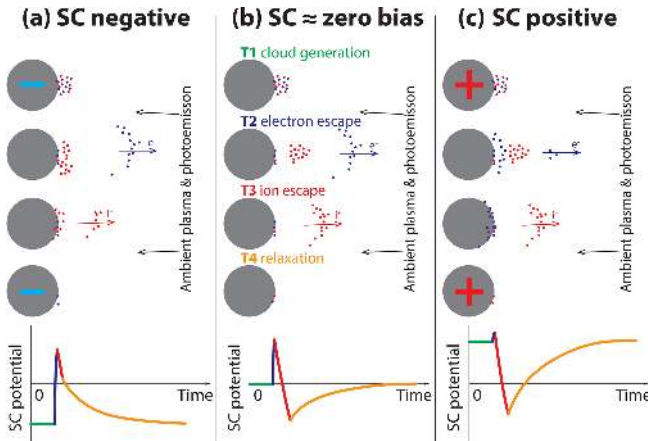 (a) SC negative
(b) SC ≈ zero bias
(c) SC positive
T1 cloud generation
T2 electron escape
T3 ion escape
T4 relaxation
Ambient plasma & photoemisson
Ambient plasma & photoemisson
Ambient plasma & photoemisson
−
−
+
+
e⁻
e⁻
e⁻
SC potential
0
Time
SC potential
0
Time
SC potential
0
Time